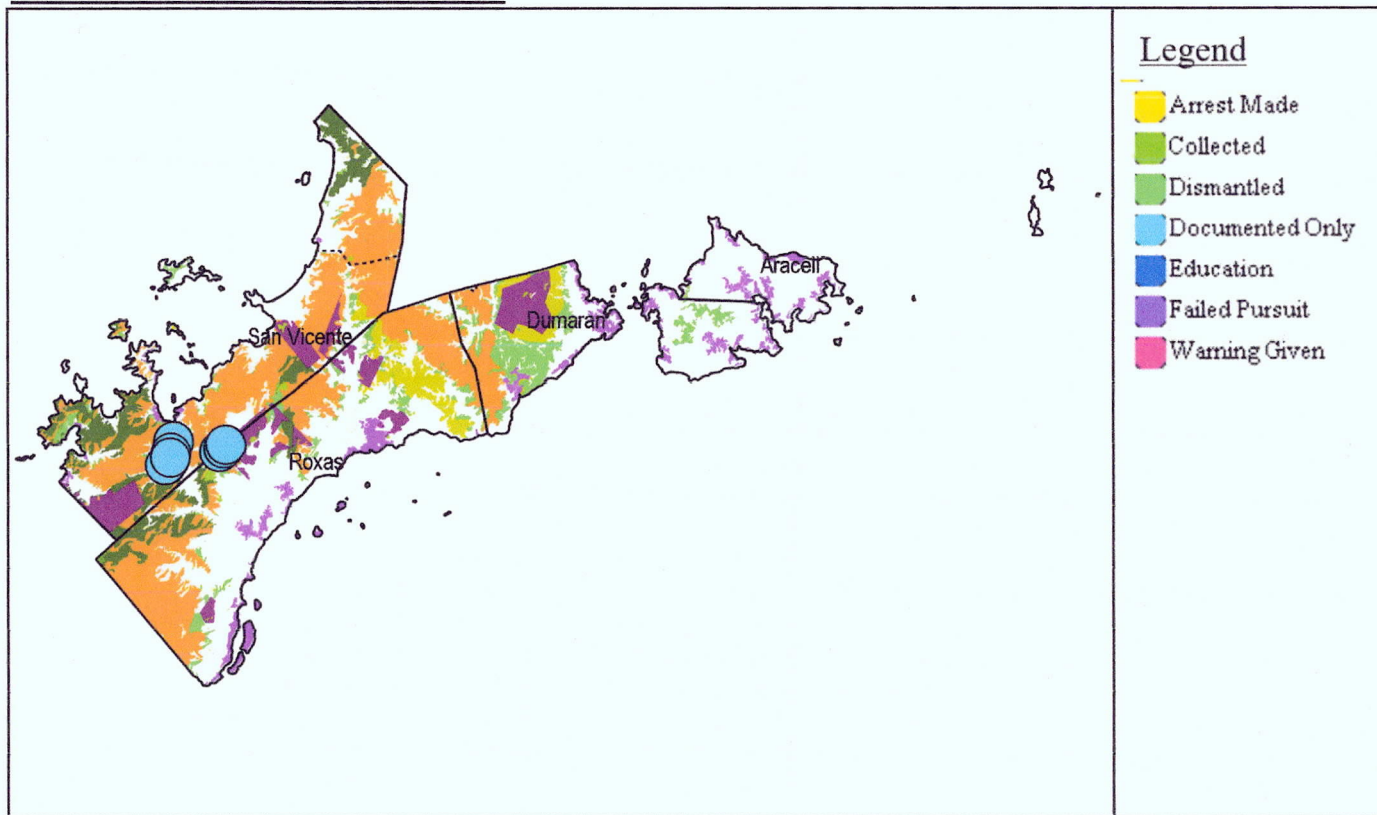 Legend
Arrest Made
Collected
Dismantled
Documented Only
Education
Failed Pursuit
Warning Given
Araceli
Dumaran
San Vicente
Roxas